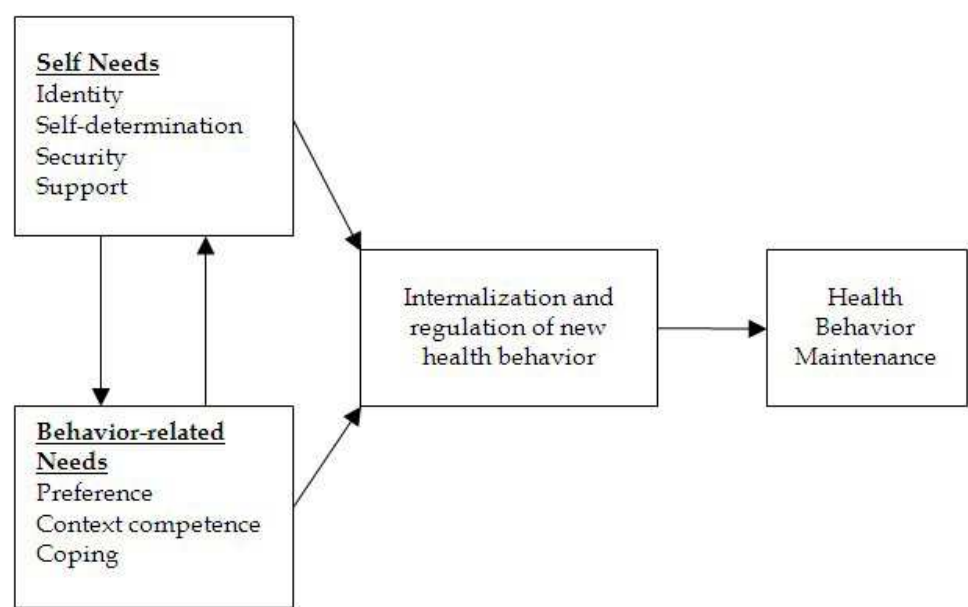 Self Needs
Identity
Self-determination
Security
Support
Internalization and
regulation of new
health behavior
Health
Behavior
Maintenance
Behavior-related
Needs
Preference
Context competence
Coping